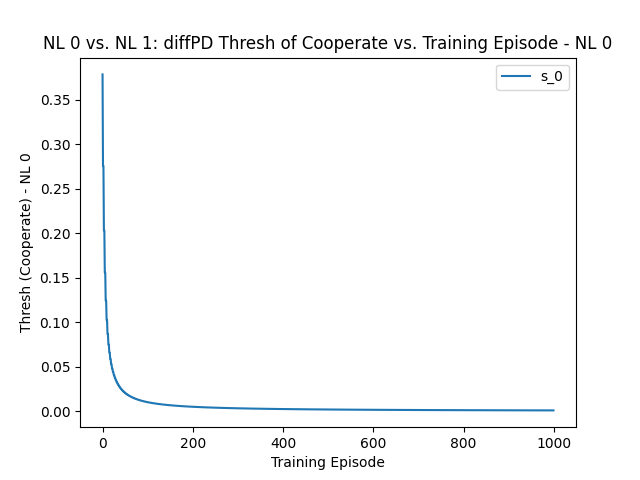 NL 0 vs. NL 1: diffPD Thresh of Cooperate vs. Training Episode - NL 0
s_0
Thresh (Cooperate) - NL 0
0.35
0.30
0.25
0.20
0.15
0.10
0.05
0.00
0 200 400 600 800 1000
Training Episode